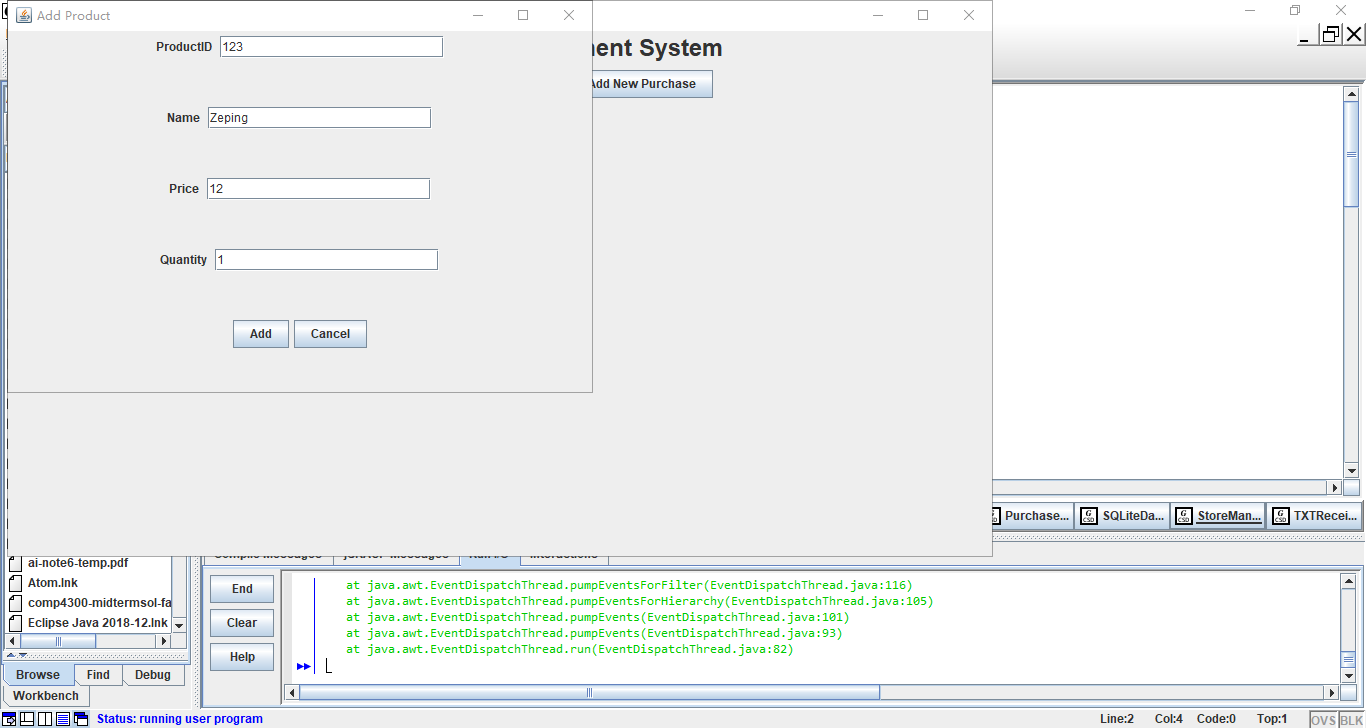 Add Product
ent System
ProductID 123
Add New Purchase
Name Zeping
Price 12
Quantity 1
Add Cancel
Purchase... SQLiteDa... StoreMan... TXTRecei...
ai-note6-temp.pdf
Atom.lnk
comp4300-midtermsol-fa
Eclipse Java 2018-12.lnk
Browse Find Debug
Workbench
End
Clear
Help
at java.awt.EventDispatchThread.pumpEventsForFilter(EventDispatchThread.java:116)
at java.awt.EventDispatchThread.pumpEventsForHierarchy(EventDispatchThread.java:105)
at java.awt.EventDispatchThread.pumpEvents(EventDispatchThread.java:101)
at java.awt.EventDispatchThread.pumpEvents(EventDispatchThread.java:93)
at java.awt.EventDispatchThread.run(EventDispatchThread.java:82)
Status: running user program
Line:2 Col:4 Code:0 Top:1 OVS BLK